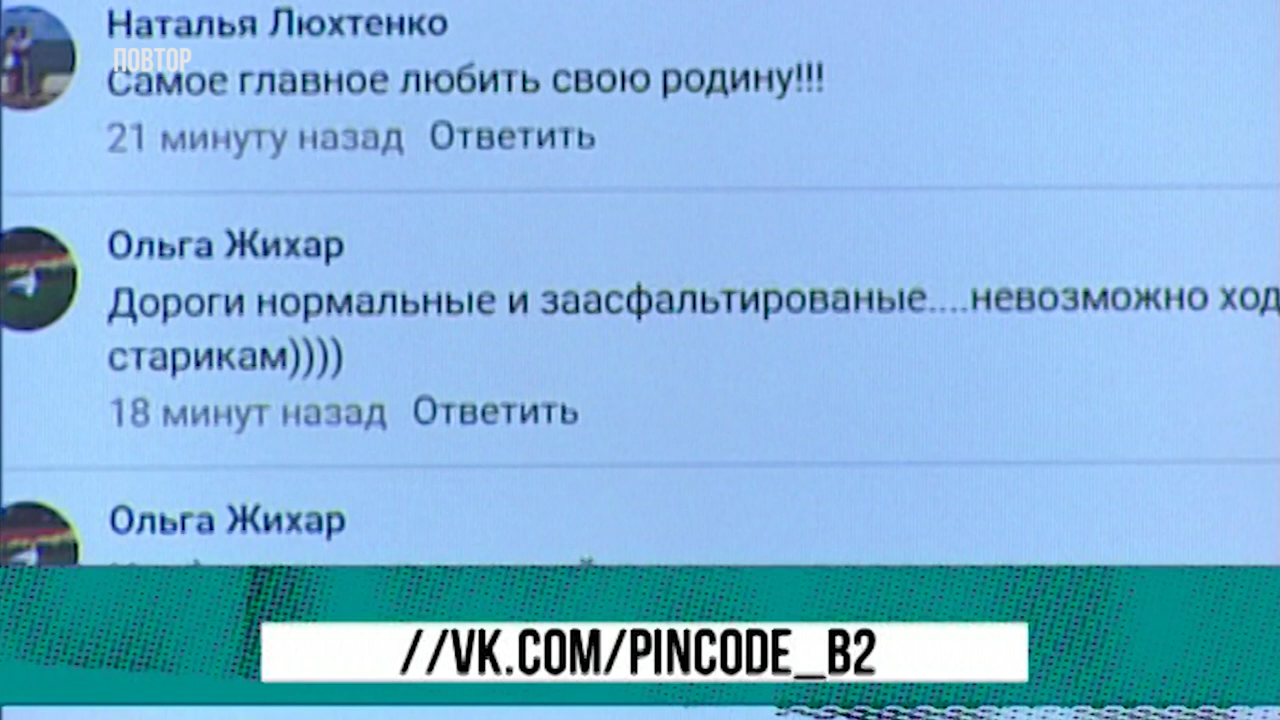 Наталья Люхтенко
ПОВТОР
Самое главное любить свою родину!!!
21 минуту назад Ответить
Ольга Жихар
Дороги нормальные и заасфальтированые....невозможно ход
старикам))))
18 минут назад Ответить
Ольга Жихар
//VK.COM/PINCODE_B2